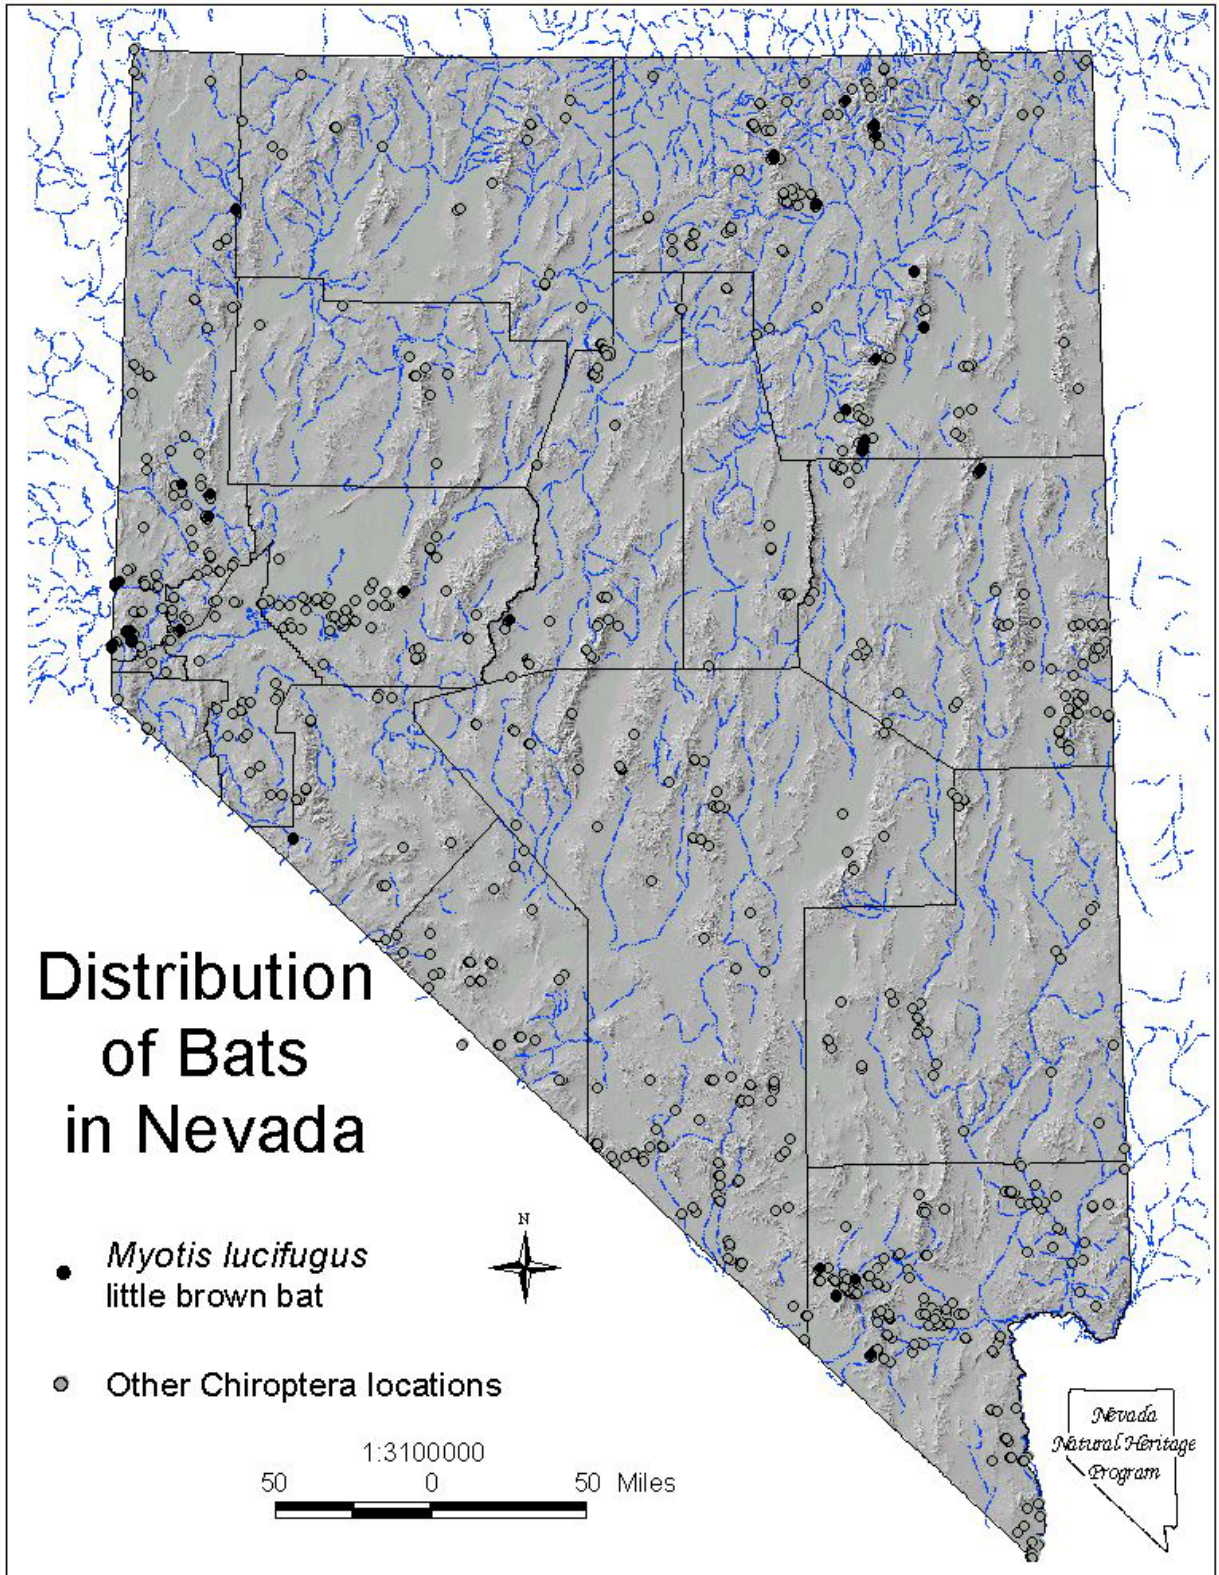 Distribution
of Bats
in Nevada
N
Myotis lucifugus
little brown bat
Other Chiroptera locations
1:3100000
50 0 50 Miles
Nevada
Natural Heritage
Program